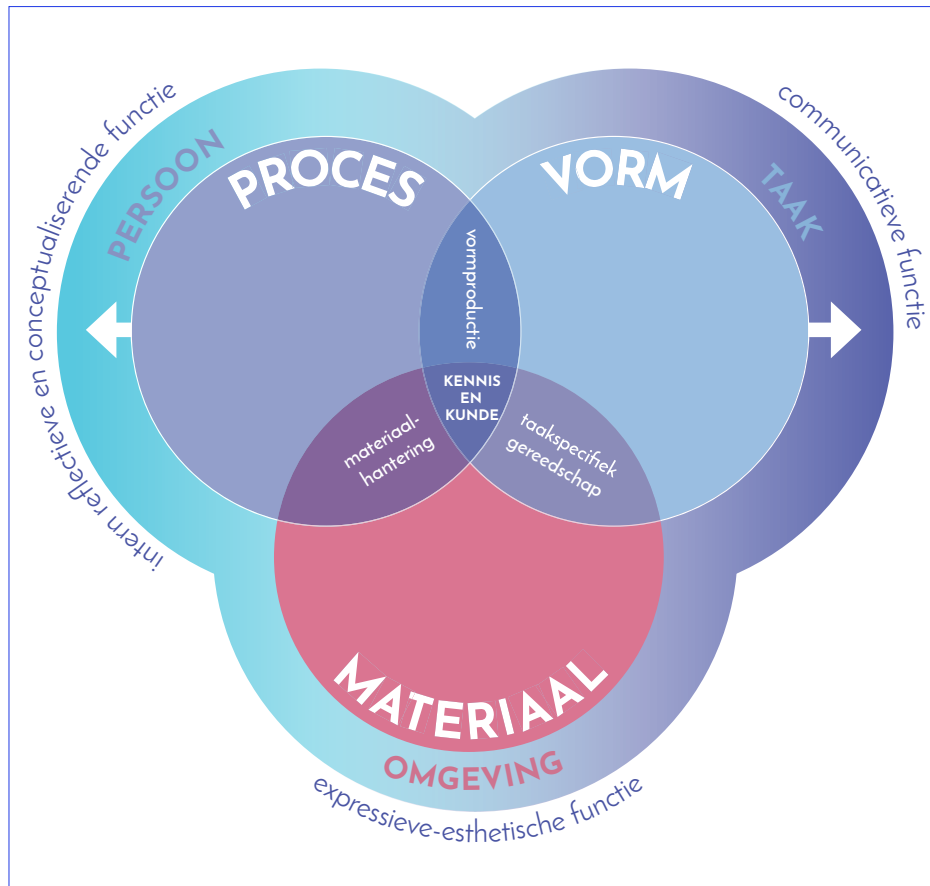 intern reflectieve en conceptualiserende functie
communicatieve functie
PERSOON
PROCES
VORM
TAAK
vormproductie
KENNIS
EN
KUNDE
materiaal-
hantering
taakspecifiek
gereedschap
MATERIAAL
OMGEVING
expressieve-esthetische functie